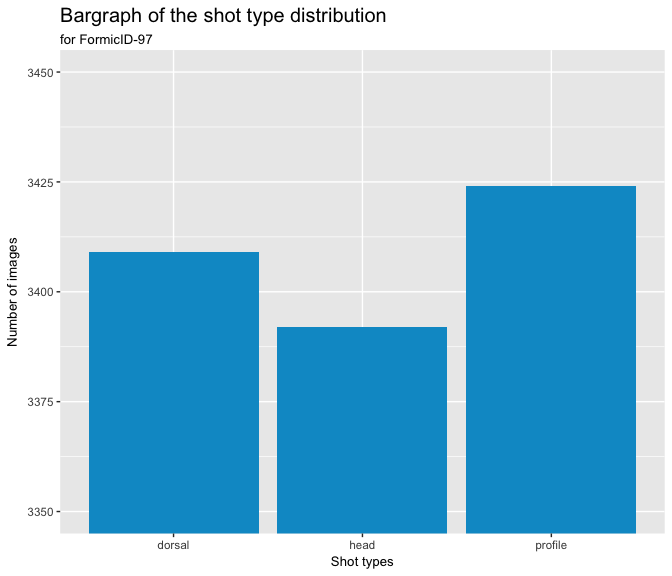 Bargraph of the shot type distribution
for FormicID-97
3450
3425
3400
3375
3350
Number of images
dorsal head profile
Shot types